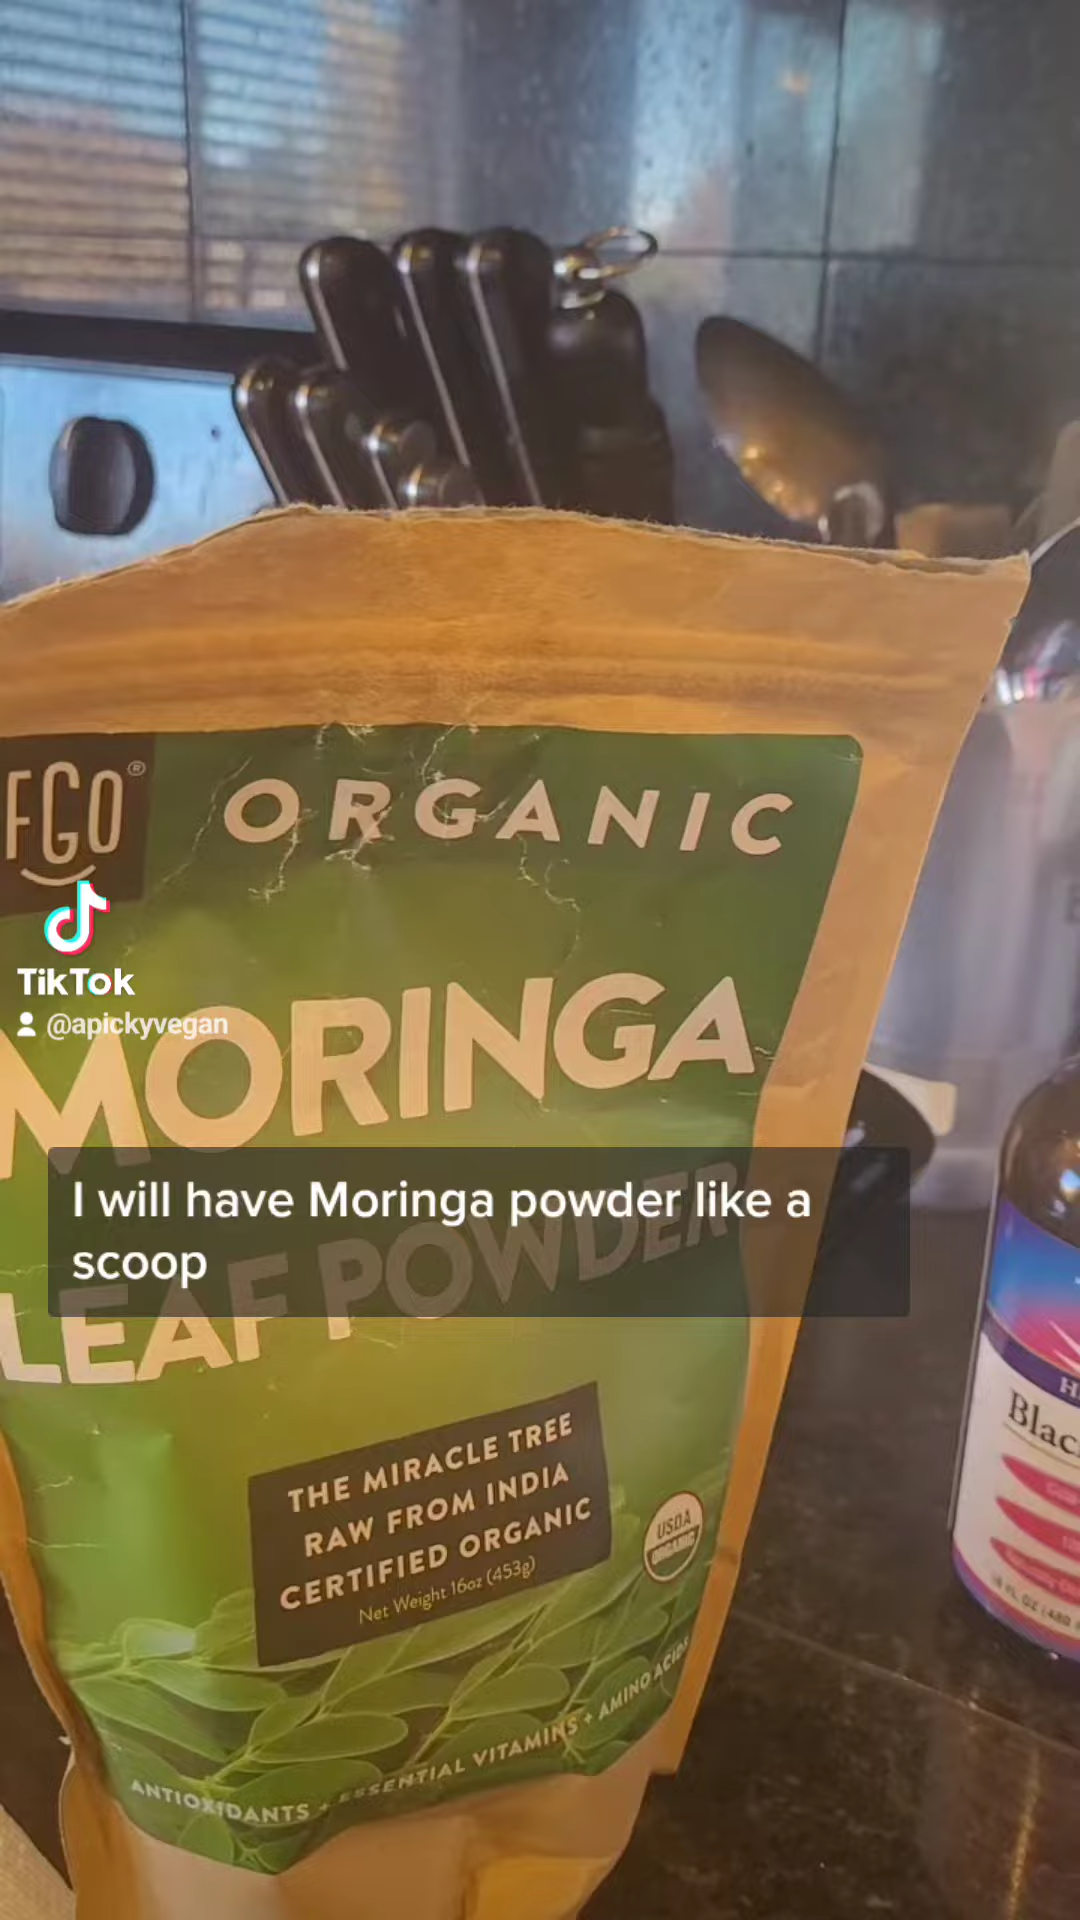 FGO®
ORGANIC
TikTok
@apickyvegan
MORINGA
I will have Moringa powder like a
scoop
LEAF POWDER
THE MIRACLE TREE
RAW FROM INDIA
CERTIFIED ORGANIC
Net Weight 16oz (453g)
USDA
ORGANIC
ANTIOXIDANTS + ESSENTIAL VITAMINS + AMINO ACIDS
Blac